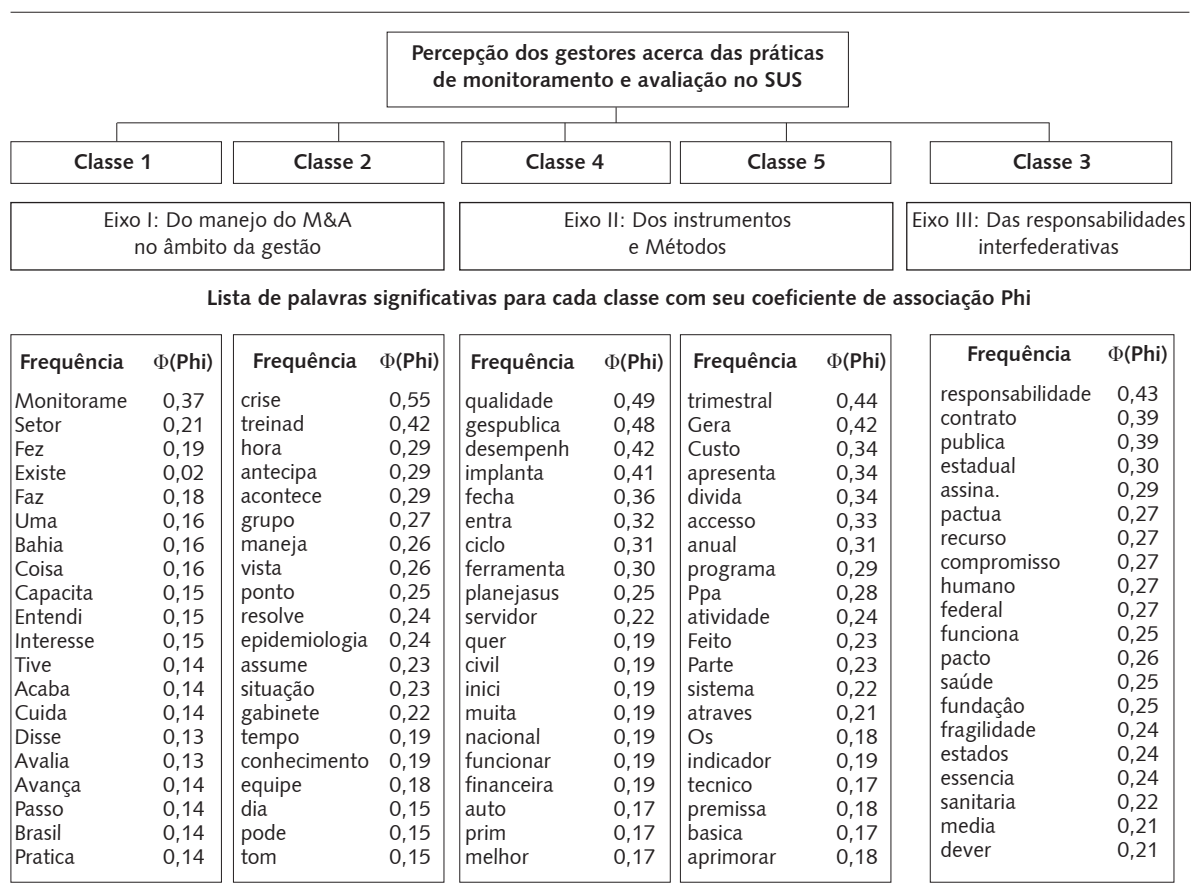 Percepção dos gestores acerca das práticas
de monitoramento e avaliação no SUS
Classe 1
Classe 2
Classe 4
Classe 5
Classe 3
Eixo I: Do manejo do M&A
no âmbito da gestão
Eixo II: Dos instrumentos
e Métodos
Eixo III: Das responsabilidades
interfederativas
Lista de palavras significativas para cada classe com seu coeficiente de associação Phi
Frequência Φ(Phi)
Monitorame 0,37
Setor 0,21
Fez 0,19
Existe 0,02
Faz 0,18
Uma 0,16
Bahia 0,16
Coisa 0,16
Capacita 0,15
Entendi 0,15
Interesse 0,15
Tive 0,14
Acaba 0,14
Cuida 0,14
Disse 0,13
Avalia 0,13
Avança 0,14
Passo 0,14
Brasil 0,14
Pratica 0,14
Frequência Φ(Phi)
crise 0,55
treinad 0,42
hora 0,29
antecipa 0,29
acontece 0,29
grupo 0,27
maneja 0,26
vista 0,26
ponto 0,25
resolve 0,24
epidemiologia 0,24
assume 0,23
situação 0,23
gabinete 0,22
tempo 0,19
conhecimento 0,19
equipe 0,18
dia 0,15
pode 0,15
tom 0,15
Frequência Φ(Phi)
qualidade 0,49
gespublica 0,48
desempenh 0,42
implanta 0,41
fecha 0,36
entra 0,32
ciclo 0,31
ferramenta 0,30
planejasus 0,25
servidor 0,22
quer 0,19
civil 0,19
inici 0,19
muita 0,19
nacional 0,19
funcionar 0,19
financeira 0,19
auto 0,17
prim 0,17
melhor 0,17
Frequência Φ(Phi)
trimestral 0,44
Gera 0,42
Custo 0,34
apresenta 0,34
divida 0,34
accesso 0,33
anual 0,31
programa 0,29
Ppa 0,28
atividade 0,24
Feito 0,23
Parte 0,23
sistema 0,22
atraves 0,21
Os 0,18
indicador 0,19
tecnico 0,17
premissa 0,18
basica 0,17
aprimorar 0,18
Frequência Φ(Phi)
responsabilidade 0,43
contrato 0,39
publica 0,39
estadual 0,30
assina. 0,29
pactua 0,27
recurso 0,27
compromisso 0,27
humano 0,27
federal 0,27
funciona 0,25
pacto 0,26
saúde 0,25
fundaçâo 0,25
fragilidade 0,24
estados 0,24
essencia 0,24
sanitaria 0,22
media 0,21
dever 0,21